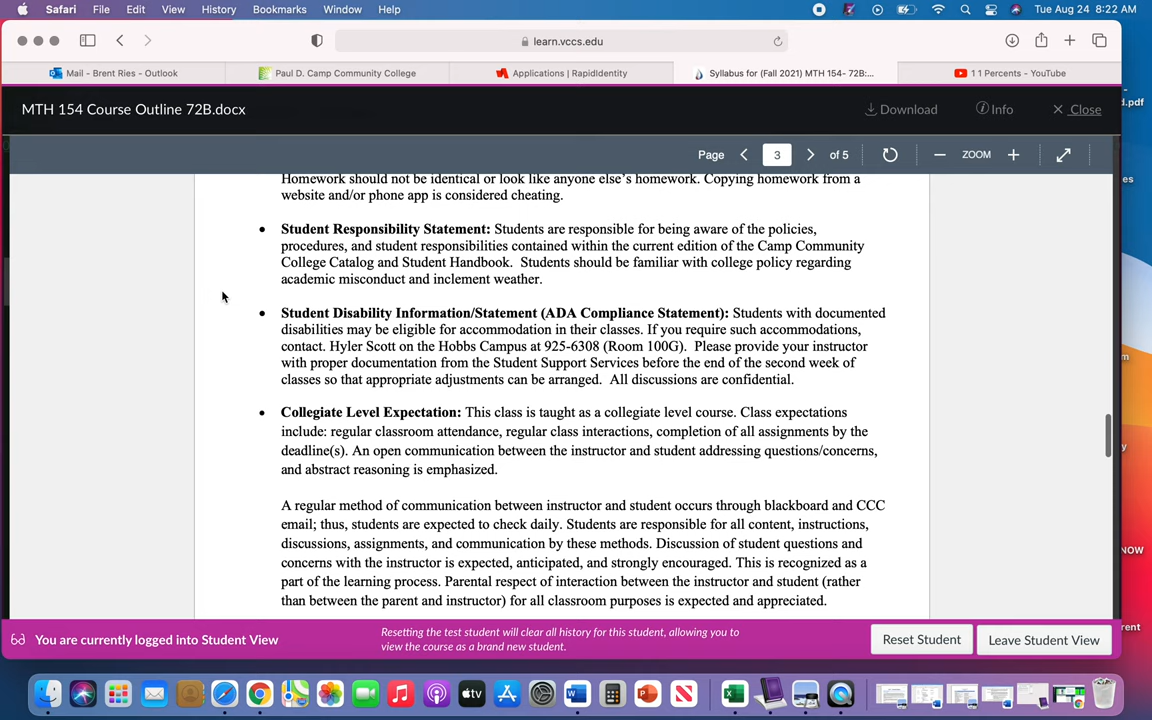 Safari File Edit View History Bookmarks Window Help Tue Aug 24 8:22 AM
learn.vccs.edu
Mail - Brent Ries - Outlook Paul D. Camp Community College Applications | RapidIdentity Syllabus for (Fall 2021) MTH 154- 72B:... 1 1 Percents - YouTube
MTH 154 Course Outline 72B.docx Download Info Close
d.pdf
Page 3 of 5 ZOOM
es
Homework should not be identical or look like anyone else's homework. Copying homework from a
website and/or phone app is considered cheating.
• Student Responsibility Statement: Students are responsible for being aware of the policies,
procedures, and student responsibilities contained within the current edition of the Camp Community
College Catalog and Student Handbook. Students should be familiar with college policy regarding
academic misconduct and inclement weather.
• Student Disability Information/Statement (ADA Compliance Statement): Students with documented
disabilities may be eligible for accommodation in their classes. If you require such accommodations,
contact. Hyler Scott on the Hobbs Campus at 925-6308 (Room 100G). Please provide your instructor
with proper documentation from the Student Support Services before the end of the second week of
classes so that appropriate adjustments can be arranged. All discussions are confidential.
• Collegiate Level Expectation: This class is taught as a collegiate level course. Class expectations
include: regular classroom attendance, regular class interactions, completion of all assignments by the
deadline(s). An open communication between the instructor and student addressing questions/concerns,
and abstract reasoning is emphasized.
A regular method of communication between instructor and student occurs through blackboard and CCC
email; thus, students are expected to check daily. Students are responsible for all content, instructions,
discussions, assignments, and communication by these methods. Discussion of student questions and
concerns with the instructor is expected, anticipated, and strongly encouraged. This is recognized as a
part of the learning process. Parental respect of interaction between the instructor and student (rather
than between the parent and instructor) for all classroom purposes is expected and appreciated.
NOW
rent
You are currently logged into Student View
Resetting the test student will clear all history for this student, allowing you to
view the course as a brand new student.
Reset Student Leave Student View
tv